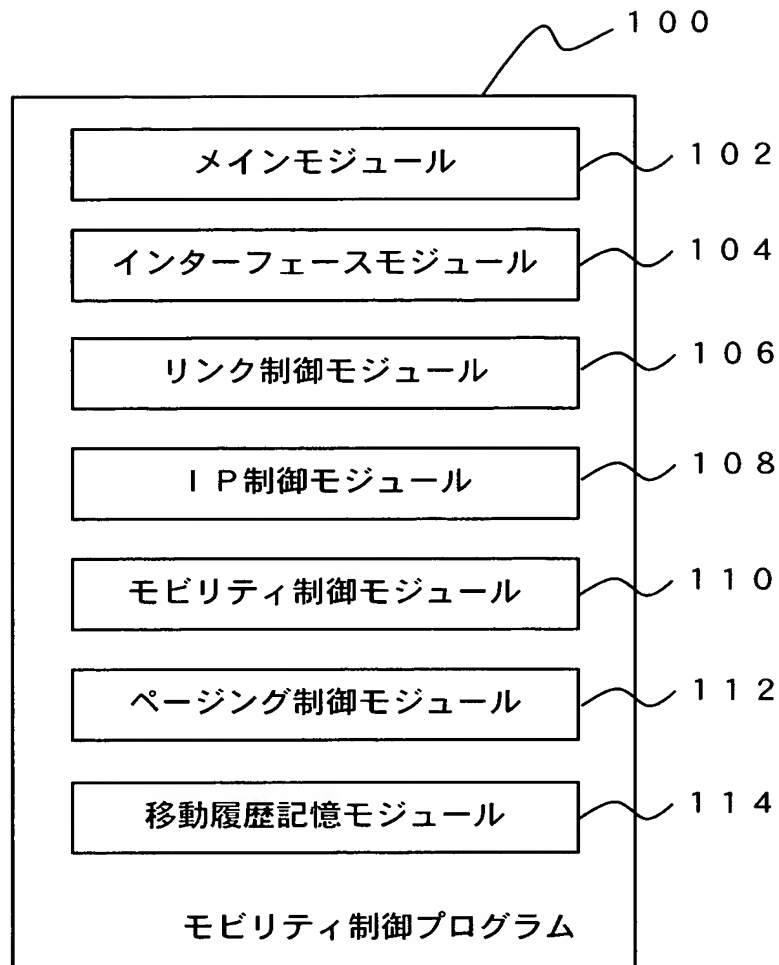 １００
メインモジュール １０２
インターフェースモジュール １０４
リンク制御モジュール １０６
ＩＰ制御モジュール １０８
モビリティ制御モジュール １１０
ページング制御モジュール １１２
移動履歴記憶モジュール １１４
モビリティ制御プログラム